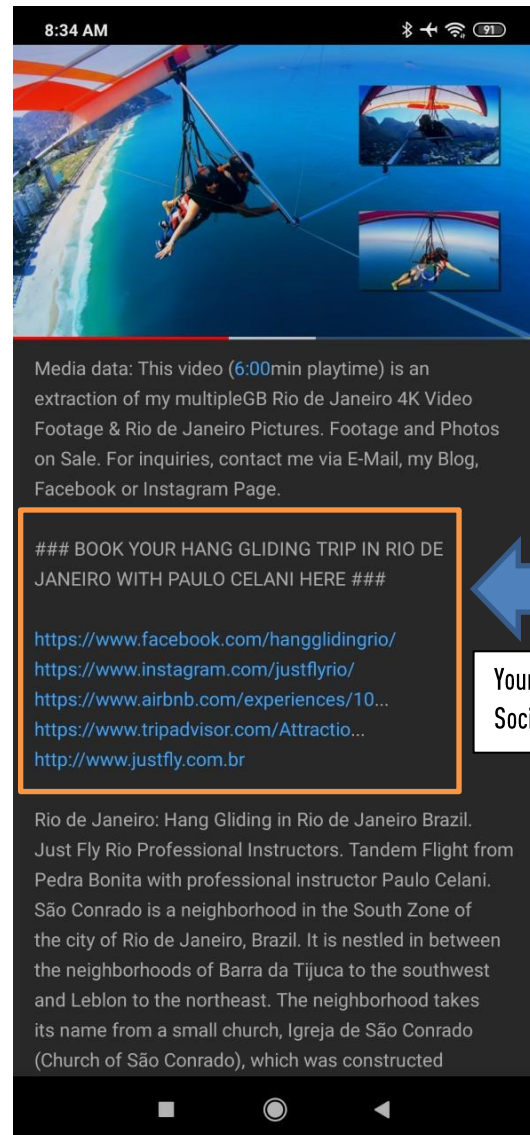 8:34 AM
91
Media data: This video (6:00min playtime) is an
extraction of my multipleGB Rio de Janeiro 4K Video
Footage & Rio de Janeiro Pictures. Footage and Photos
on Sale. For inquiries, contact me via E-Mail, my Blog,
Facebook or Instagram Page.
### BOOK YOUR HANG GLIDING TRIP IN RIO DE
JANEIRO WITH PAULO CELANI HERE ###
https://www.facebook.com/hangglidingrio/
https://www.instagram.com/justflyrio/
https://www.airbnb.com/experiences/10...
https://www.tripadvisor.com/Attractio...
http://www.justfly.com.br
Your
Soci
Rio de Janeiro: Hang Gliding in Rio de Janeiro Brazil.
Just Fly Rio Professional Instructors. Tandem Flight from
Pedra Bonita with professional instructor Paulo Celani.
São Conrado is a neighborhood in the South Zone of
the city of Rio de Janeiro, Brazil. It is nestled in between
the neighborhoods of Barra da Tijuca to the southwest
and Leblon to the northeast. The neighborhood takes
its name from a small church, Igreja de São Conrado
(Church of São Conrado), which was constructed